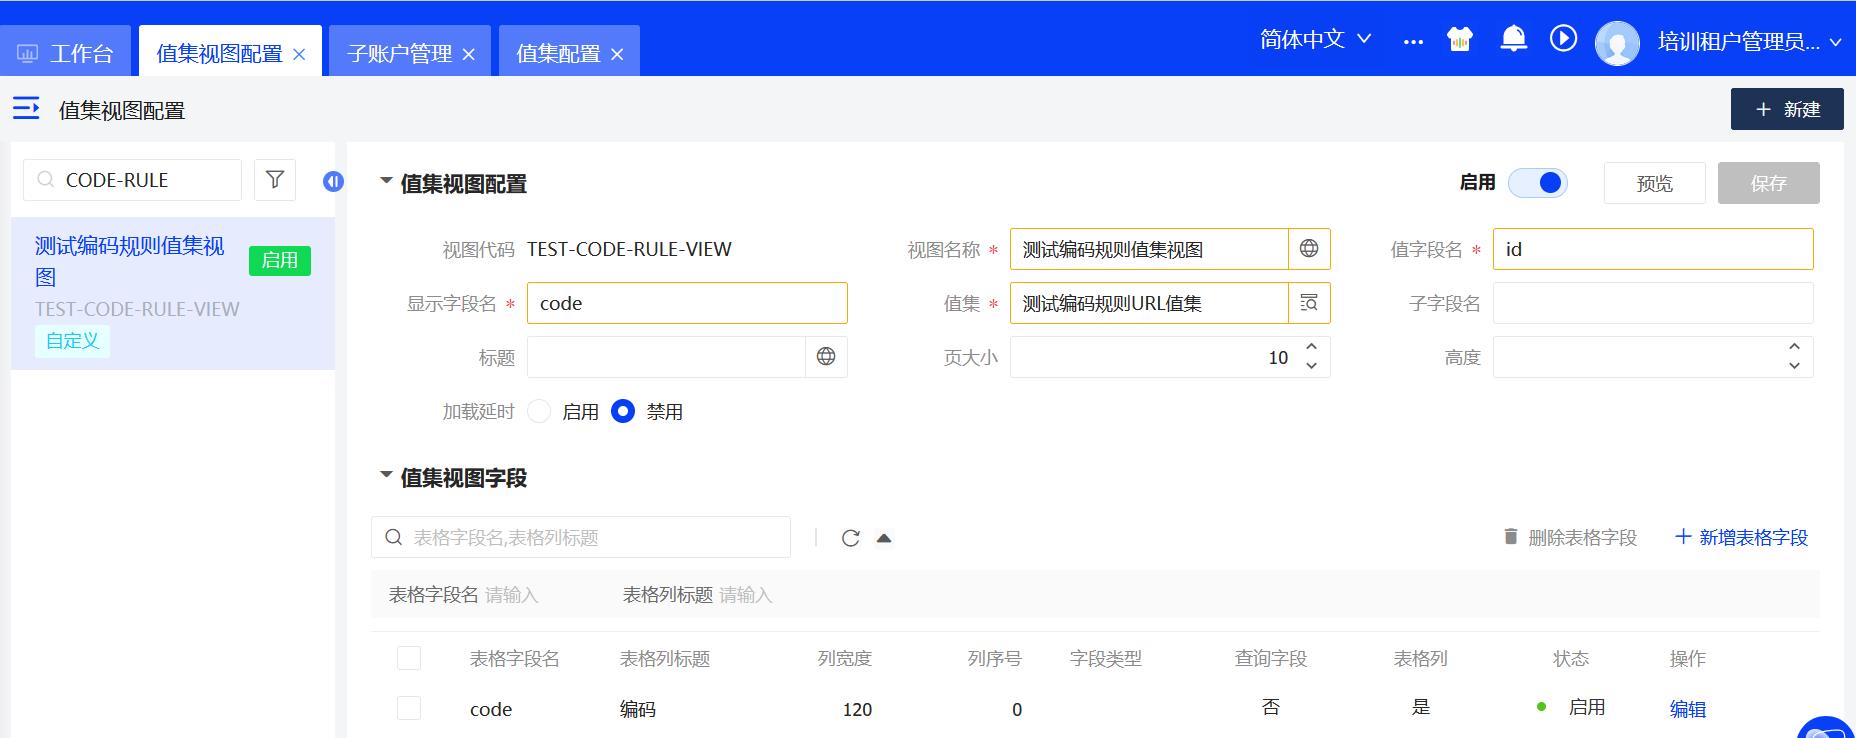 工作台 值集视图配置 子账户管理 值集配置 简体中文 ... 培训租户管理员...
值集视图配置 新建
CODE-RULE
值集视图配置 启用 预览 保存
测试编码规则值集视图 启用
TEST-CODE-RULE-VIEW
自定义
视图代码 TEST-CODE-RULE-VIEW 视图名称 * 测试编码规则值集视图 值字段名 * id
显示字段名 * code 值集 * 测试编码规则URL值集 子字段名
标题 页大小 10 高度
加载延时 启用 禁用
值集视图字段
表格字段名,表格列标题 删除表格字段 新增表格字段
表格字段名 请输入 表格列标题 请输入
表格字段名 表格列标题 列宽度 列序号 字段类型 查询字段 表格列 状态 操作
code 编码 120 0 否 是 启用 编辑